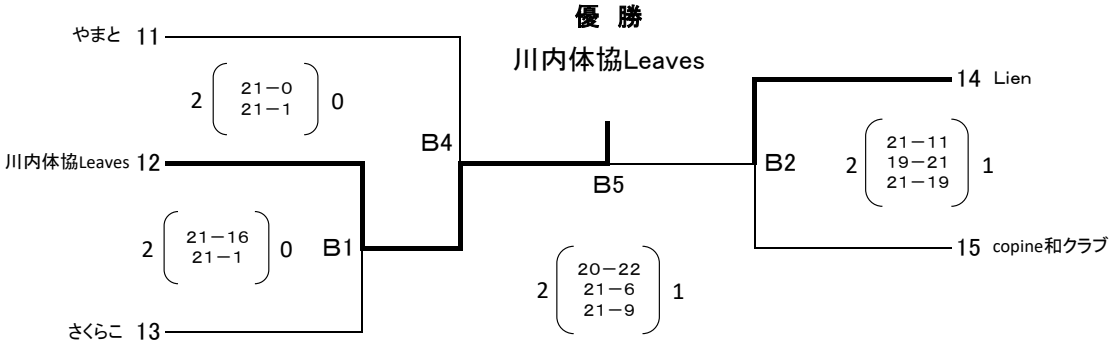 優 勝
川内体協Leaves
やまと 11
2 21-0 0
21-1
B4
川内体協Leaves 12
2 21-16 0
21-1
B1
さくらこ 13
B5
2 20-22 1
21-6
21-9
14 Lien
B2
2 21-11 1
19-21
21-19
15 copine和クラブ